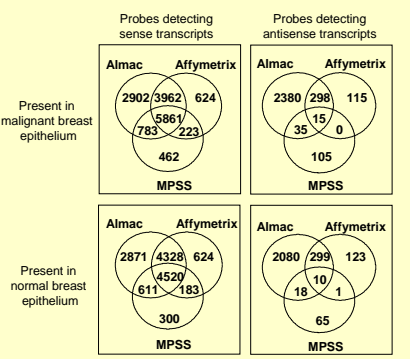 Probes detecting
sense transcripts
Probes detecting
antisense transcripts
Present in
malignant breast
epithelium
Almac Affymetrix
2902 3962 624
5861
783 223
462
MPSS
Almac Affymetrix
2380 298 115
15
35 0
105
MPSS
Present in
normal breast
epithelium
Almac Affymetrix
2871 4328 624
4520
611 183
300
MPSS
Almac Affymetrix
2080 299 123
10
18 1
65
MPSS